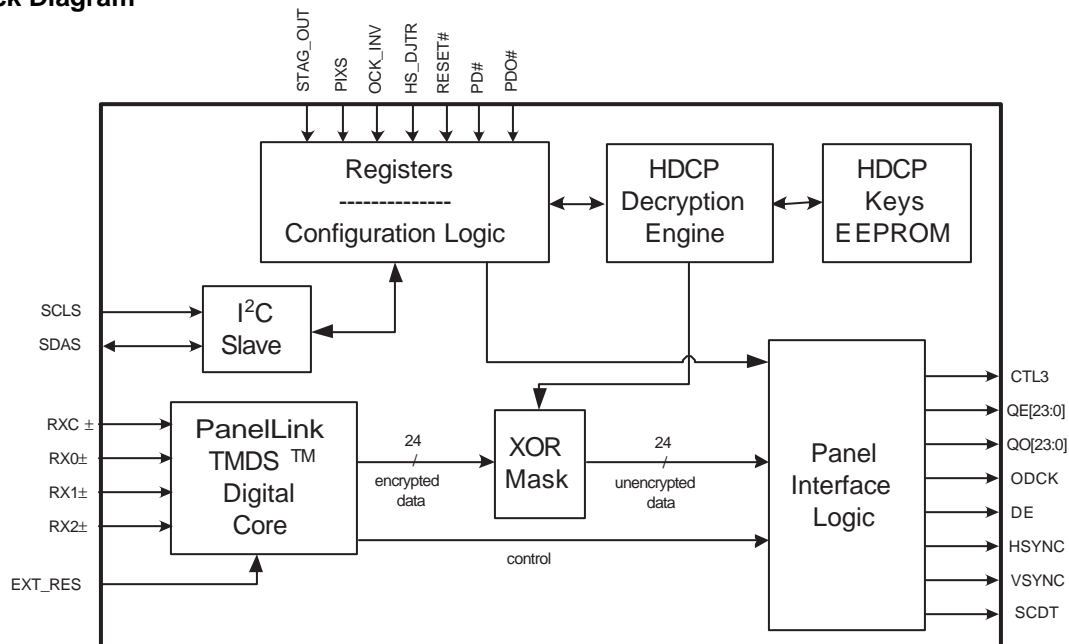 ck Diagram
STAG_OUT
PIXS
OCK_INV
HS_DJTR
RESET#
PD#
PDO#
Registers
--------------
Configuration Logic
HDCP
Decryption
Engine
HDCP
Keys
EEPROM
SCLS
SDAS
I²C
Slave
RXC ±
RX0±
RX1±
RX2±
EXT_RES
PanelLink
TMDS ™
Digital
Core
24
encrypted
data
XOR
Mask
24
unencrypted
data
control
Panel
Interface
Logic
CTL3
QE[23:0]
QO[23:0]
ODCK
DE
HSYNC
VSYNC
SCDT